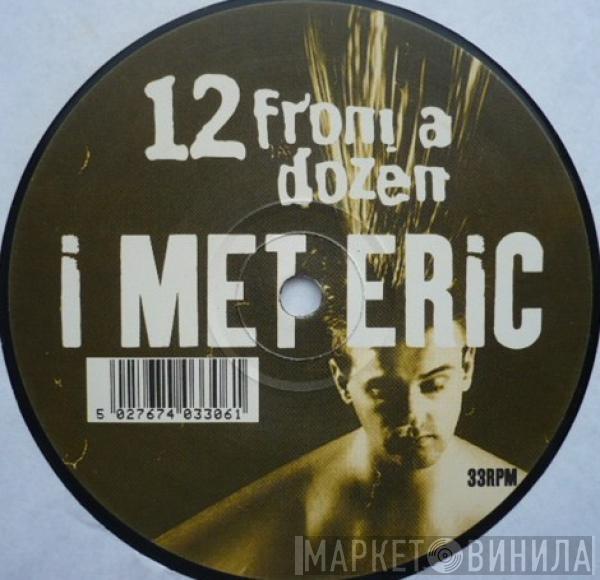 12 from a
dozen
i MET ERiC
5 027674 033061
33RPM
МАРКЕТ ВИНИЛА